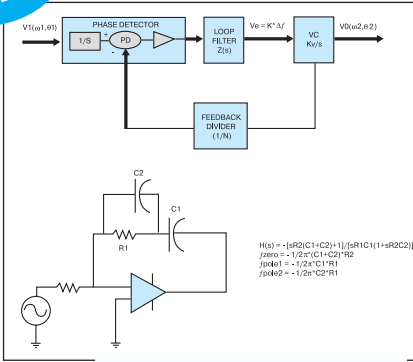 PHASE DETECTOR
V1(ω1,θ1)
1/S
+
PD
-
LOOP
FILTER
Z(s)
Ve = K*Δf
VC
Kv/s
V0(ω2,θ2)
FEEDBACK
DIVIDER
(1/N)
C2
C1
R1
H(s) = -[sR2(C1+C2)+1]/[sR1C1(1+sR2C2)]
fzero = - 1/2π*(C1+C2)*R2
fpole1 = - 1/2π*C1*R1
fpole2 = - 1/2π*C2*R1